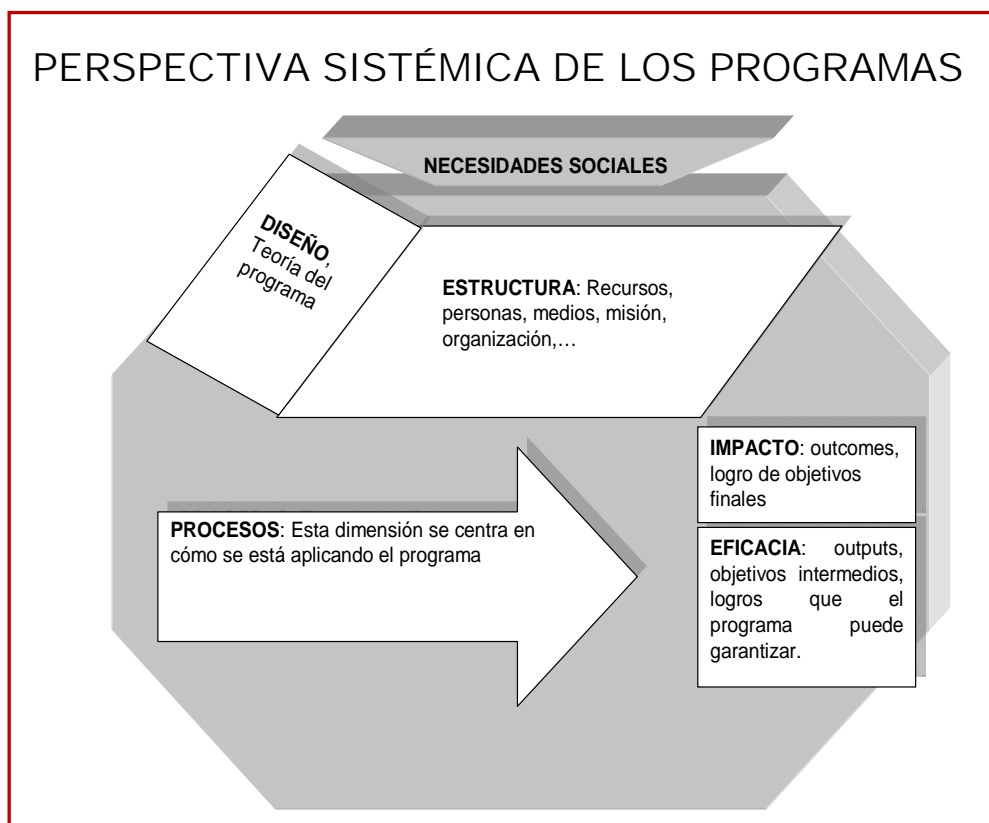 PERSPECTIVA SISTÉMICA DE LOS PROGRAMAS
NECESIDADES SOCIALES
DISEÑO,
Teoría del
programa
ESTRUCTURA: Recursos,
personas, medios, misión,
organización,…
IMPACTO: outcomes,
logro de objetivos
finales
PROCESOS: Esta dimensión se centra en
cómo se está aplicando el programa
EFICACIA: outputs,
objetivos intermedios,
logros que el
programa puede
garantizar.